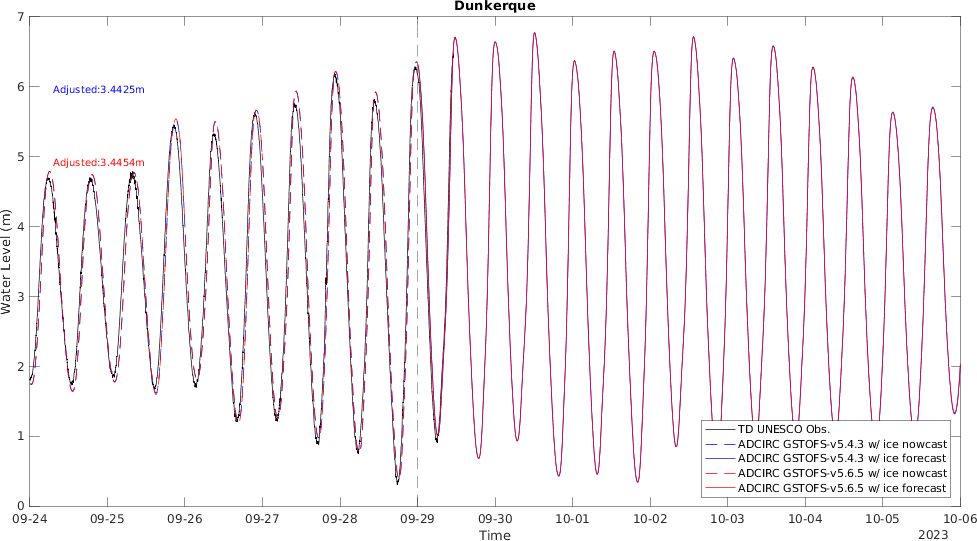 Dunkerque
7
6
5
4
3
2
1
0
Water Level (m)
Adjusted:3.4425m
Adjusted:3.4454m
TD UNESCO Obs.
ADCIRC GSTOFS-v5.4.3 w/ ice nowcast
ADCIRC GSTOFS-v5.4.3 w/ ice forecast
ADCIRC GSTOFS-v5.6.5 w/ ice nowcast
ADCIRC GSTOFS-v5.6.5 w/ ice forecast
09-24 09-25 09-26 09-27 09-28 09-29 09-30 10-01 10-02 10-03 10-04 10-05 10-06
Time
2023